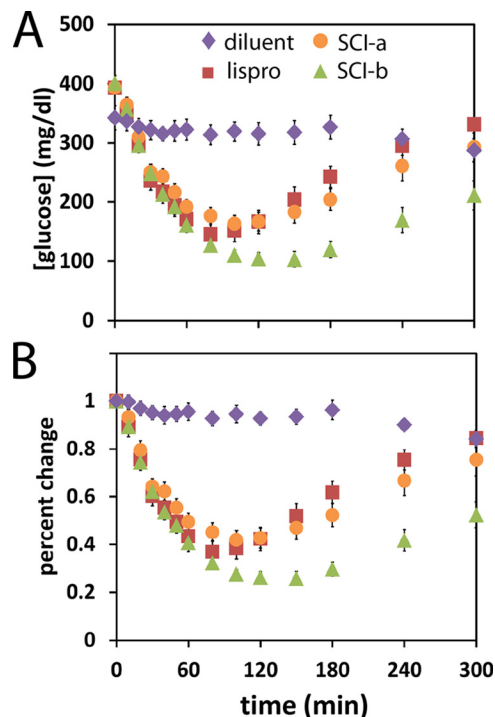 A
diluent
SCI-a
lispro
SCI-b
[glucose] (mg/dl)
500
400
300
200
100
0
B
percent change
1
0.8
0.6
0.4
0.2
0
0 60 120 180 240 300
time (min)